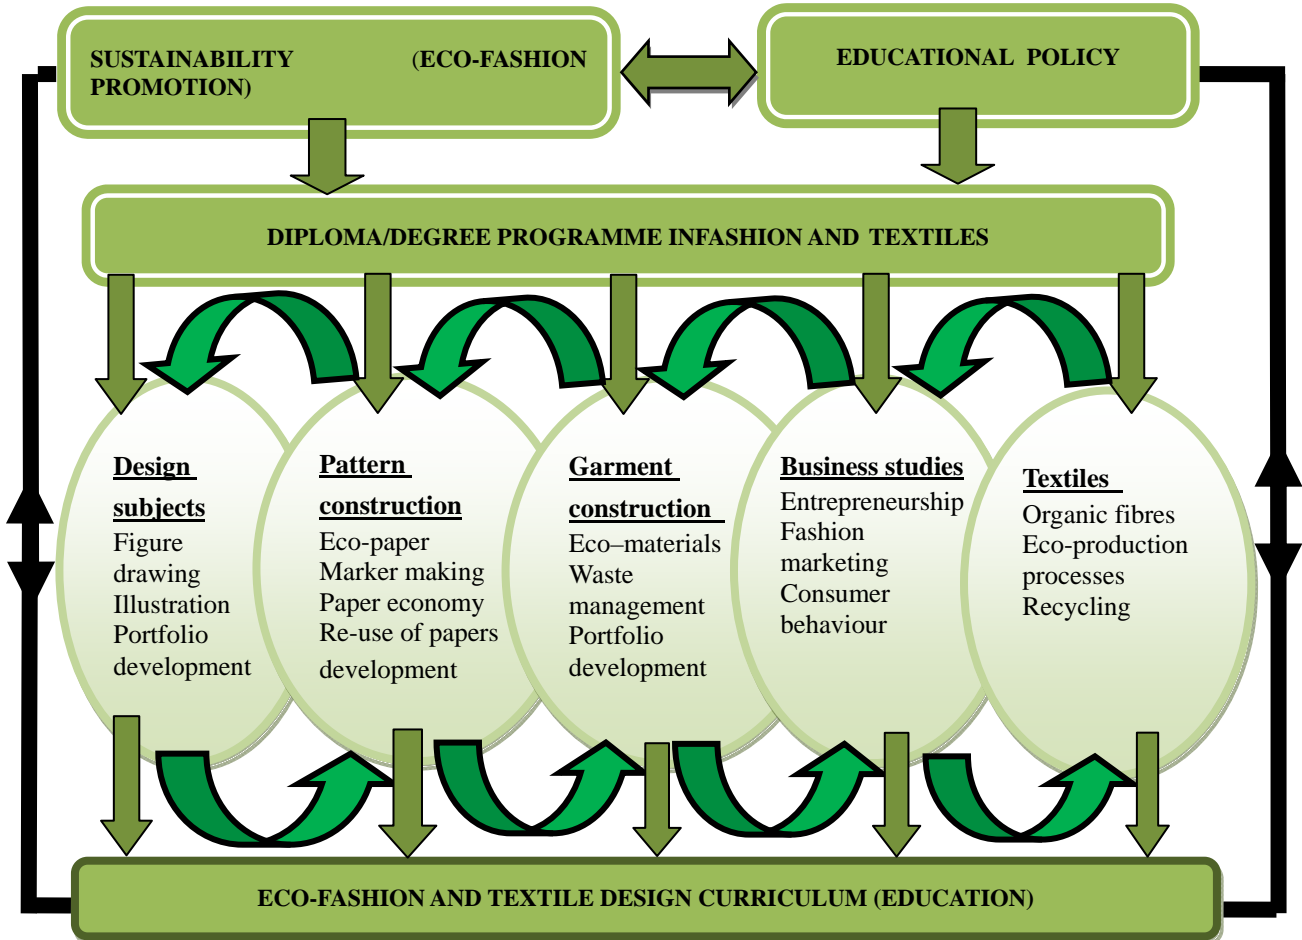 SUSTAINABILITY (ECO-FASHION
PROMOTION)
EDUCATIONAL POLICY
DIPLOMA/DEGREE PROGRAMME INFASHION AND TEXTILES
Design
subjects
Figure
drawing
Illustration
Portfolio
development
Pattern
construction
Eco-paper
Marker making
Paper economy
Re-use of papers
development
Garment
construction
Eco–materials
Waste
management
Portfolio
development
Business studies
Entrepreneurship
Fashion
marketing
Consumer
behaviour
Textiles
Organic fibres
Eco-production
processes
Recycling
ECO-FASHION AND TEXTILE DESIGN CURRICULUM (EDUCATION)